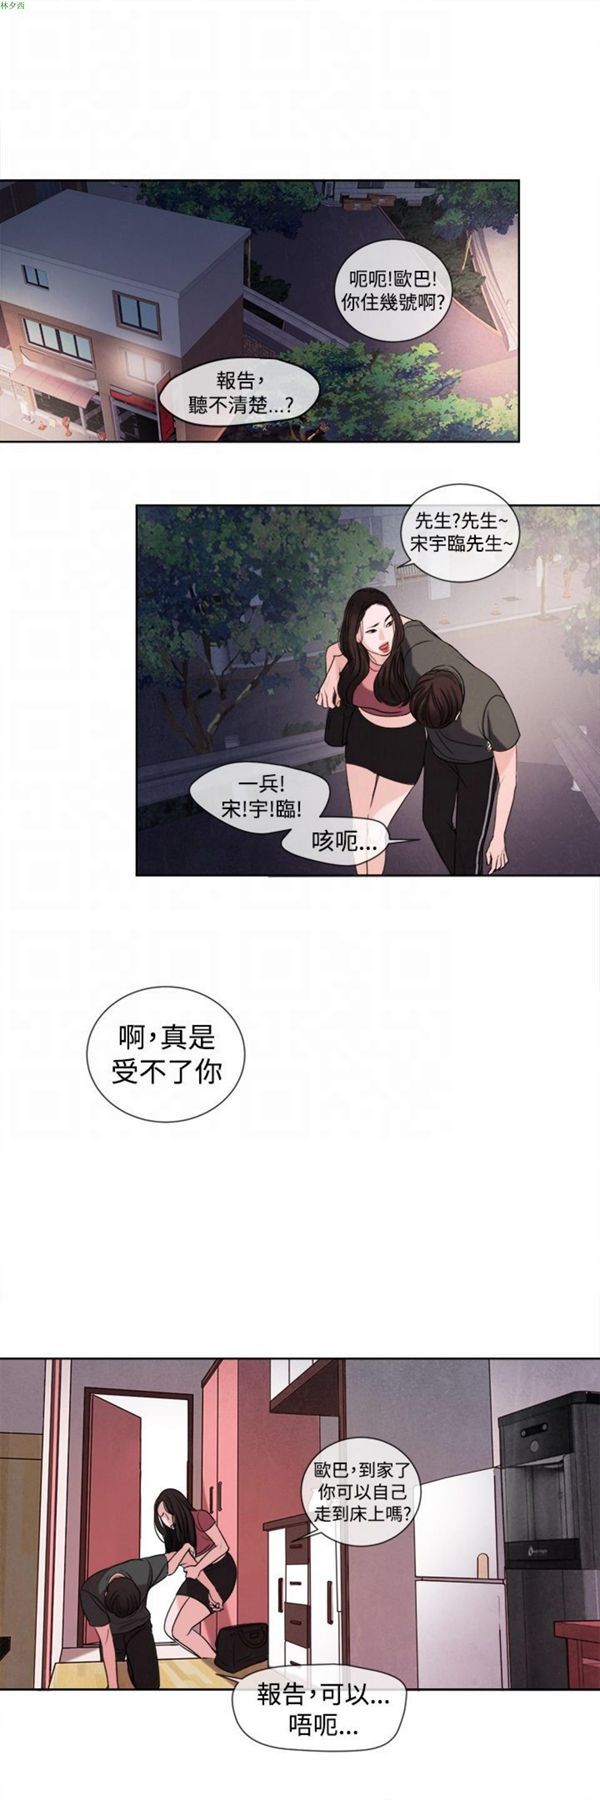 林夕西
呃呃!歐巴!
你住幾號啊?
報告，
聽不清楚...?
先生?先生~
宋宇臨先生~
一兵!
宋!宇!臨!
咳呃...
啊，真是
受不了你
歐巴，到家了
你可以自己
走到床上嗎?
報告，可以...
唔呃...